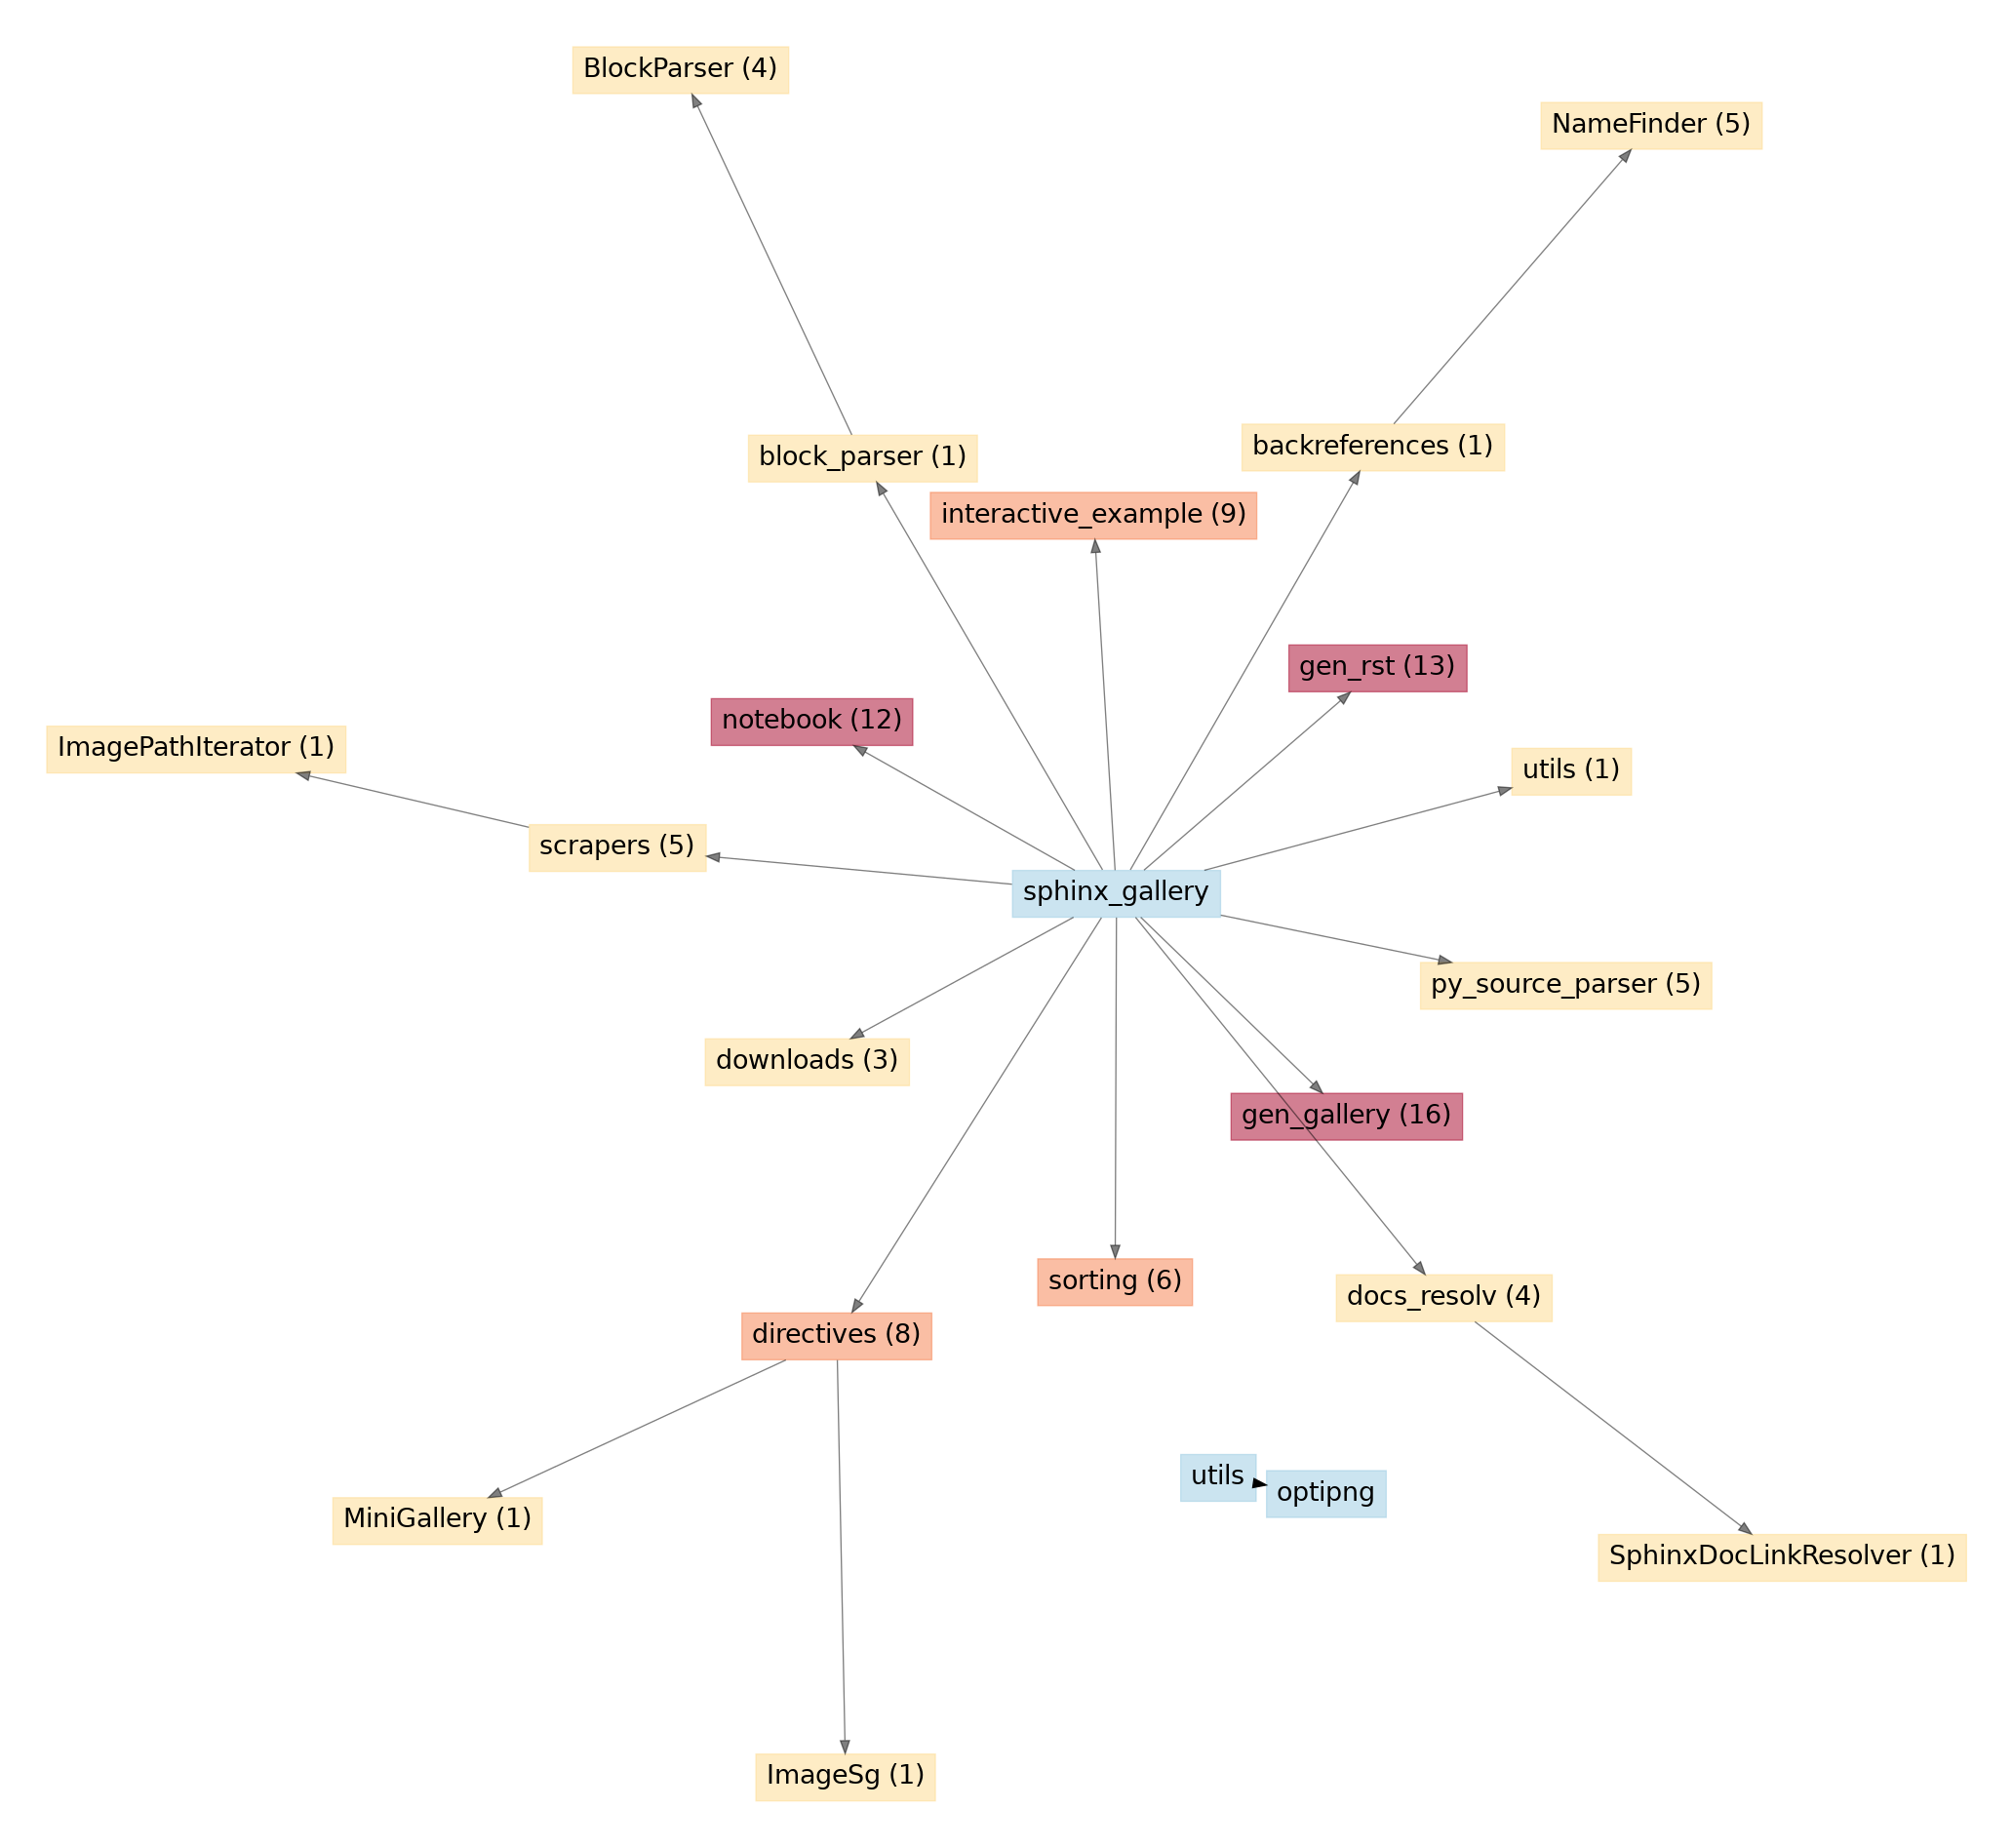 BlockParser (4)
NameFinder (5)
block_parser (1)
backreferences (1)
interactive_example (9)
gen_rst (13)
notebook (12)
ImagePathIterator (1)
utils (1)
scrapers (5)
sphinx_gallery
py_source_parser (5)
downloads (3)
gen_gallery (16)
sorting (6)
docs_resolv (4)
directives (8)
utils
optipng
MiniGallery (1)
SphinxDocLinkResolver (1)
ImageSg (1)